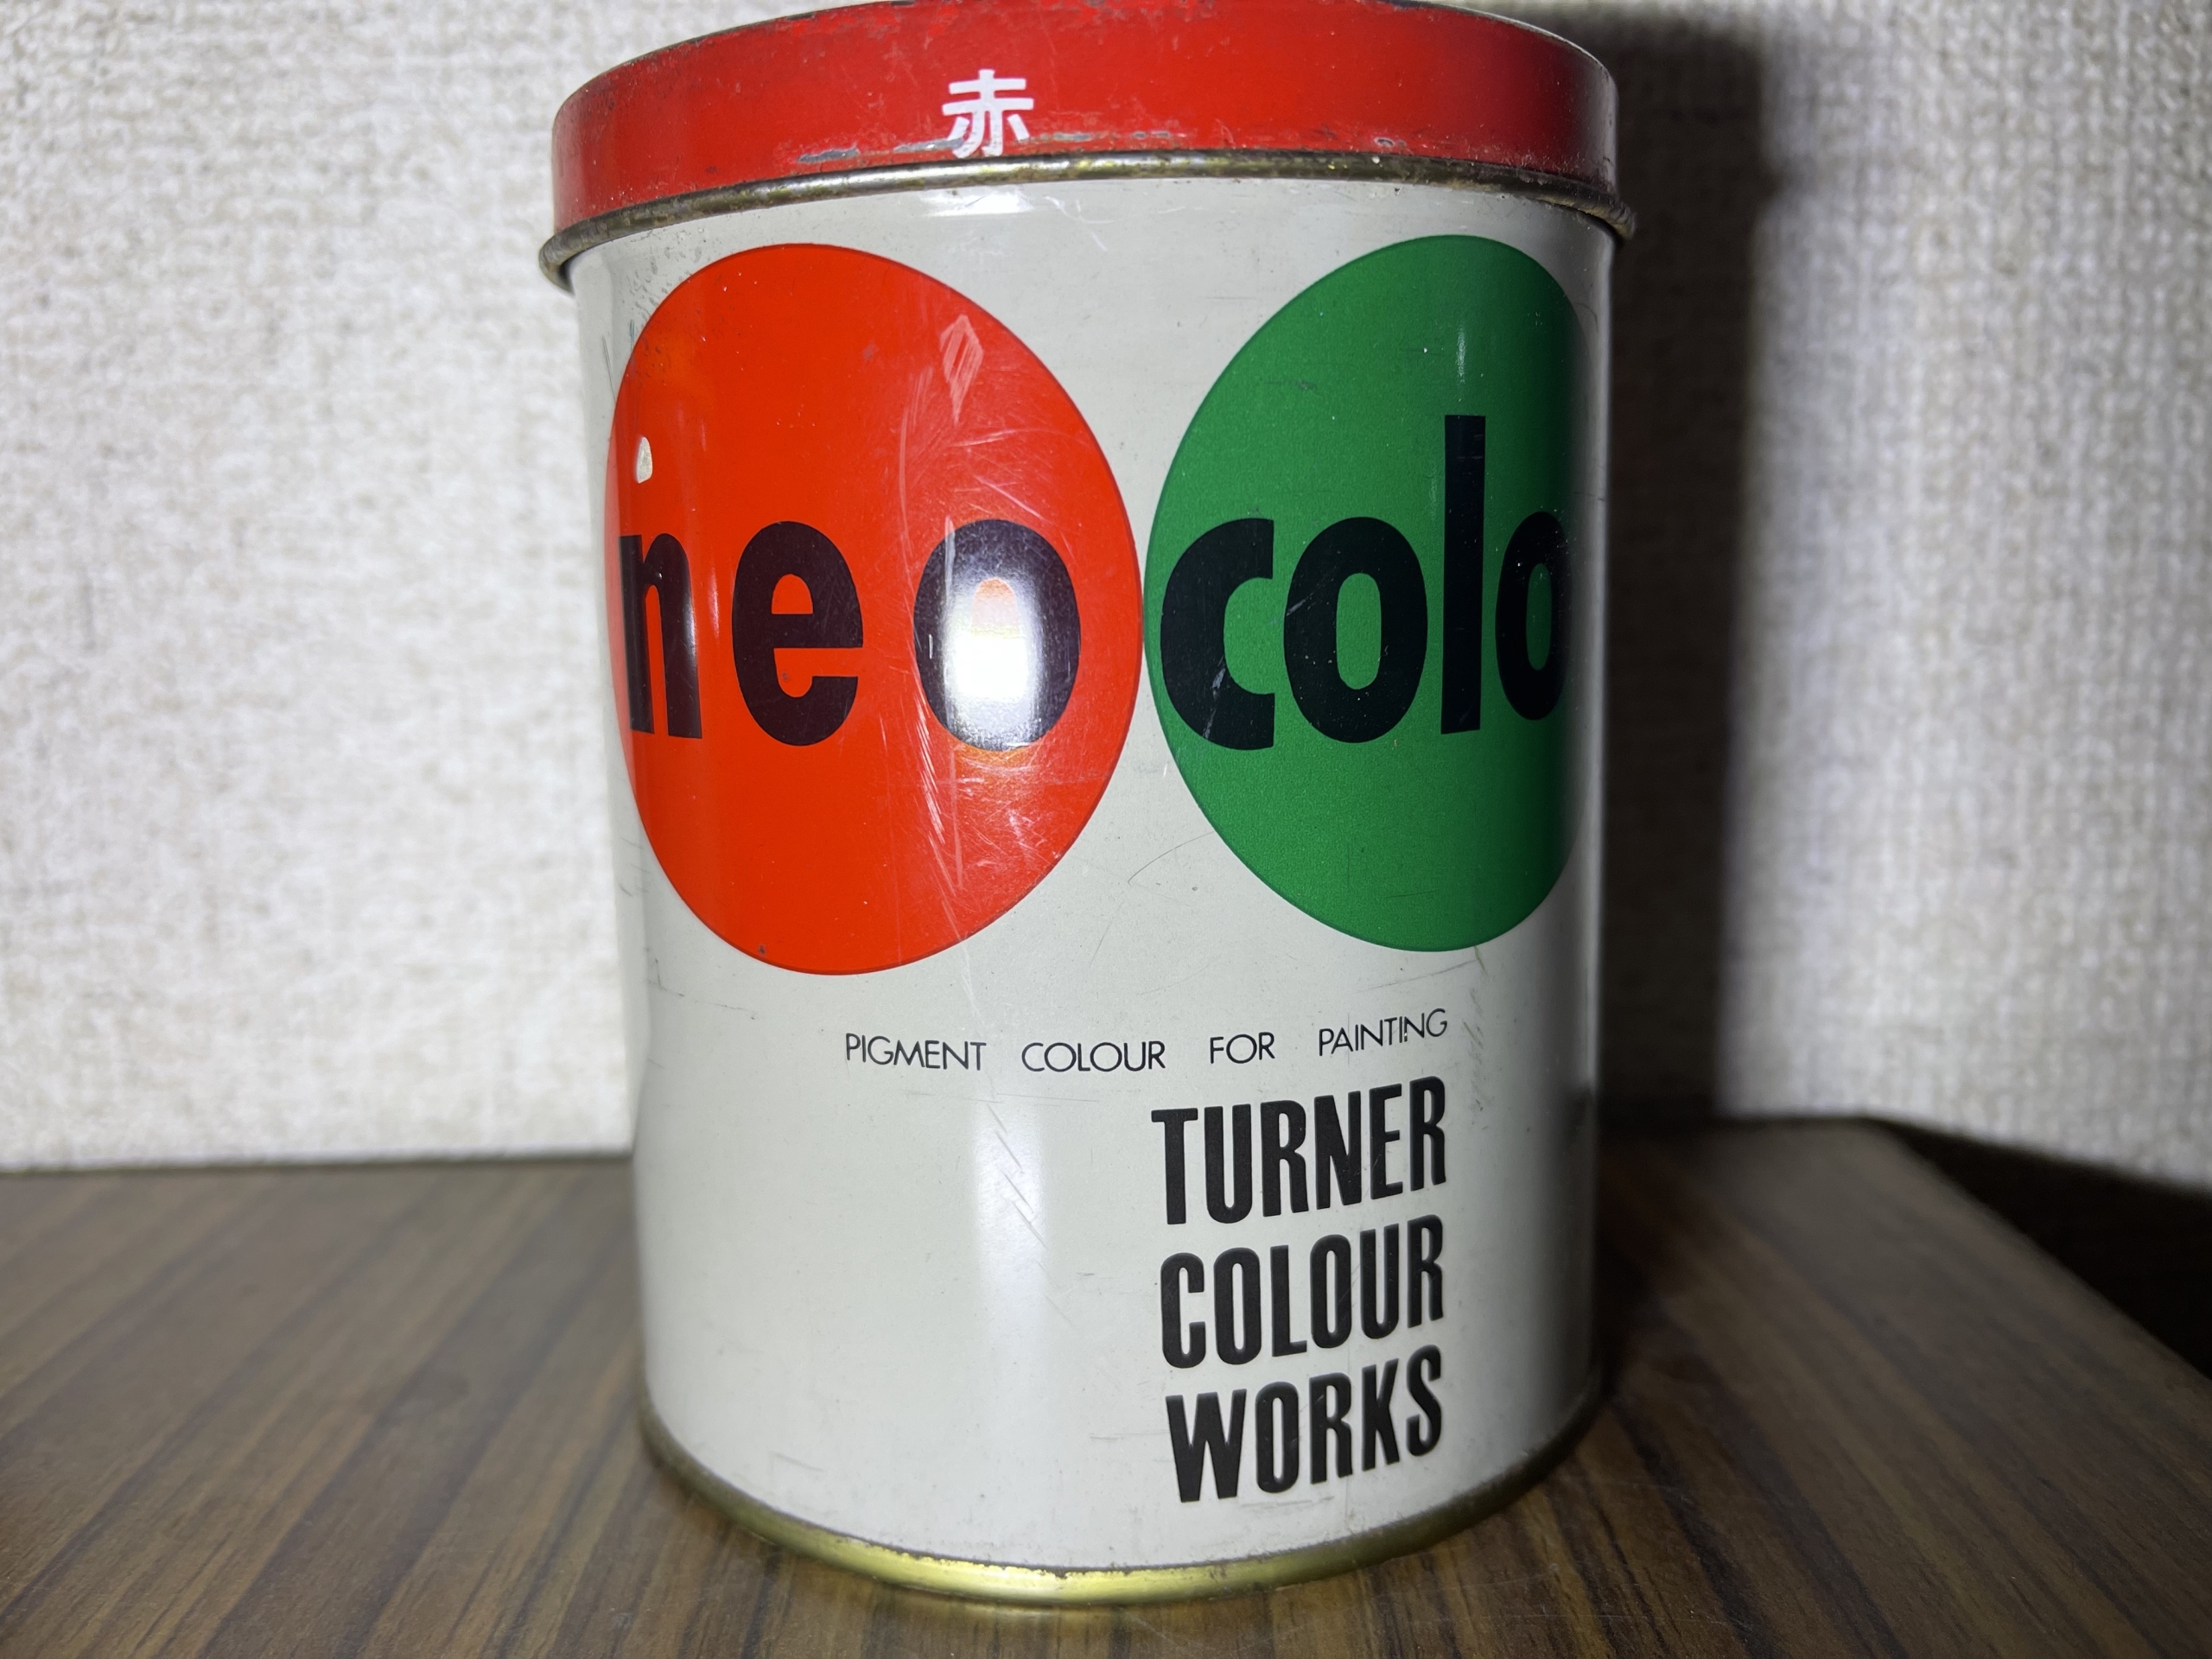 赤
neo colo
PIGMENT COLOUR FOR PAINTING
TURNER
COLOUR
WORKS